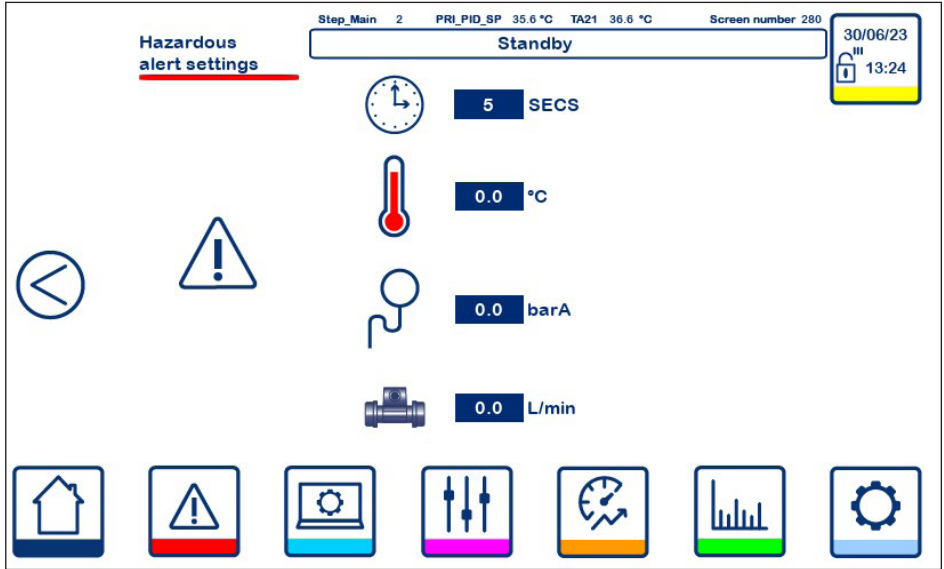 Step_Main 2 PRI_PID_SP 35.6 °C TA21 36.6 °C Screen number 280
Hazardous
alert settings
Standby
30/06/23
III
13:24
5 SECS
0.0 °C
0.0 barA
0.0 L/min